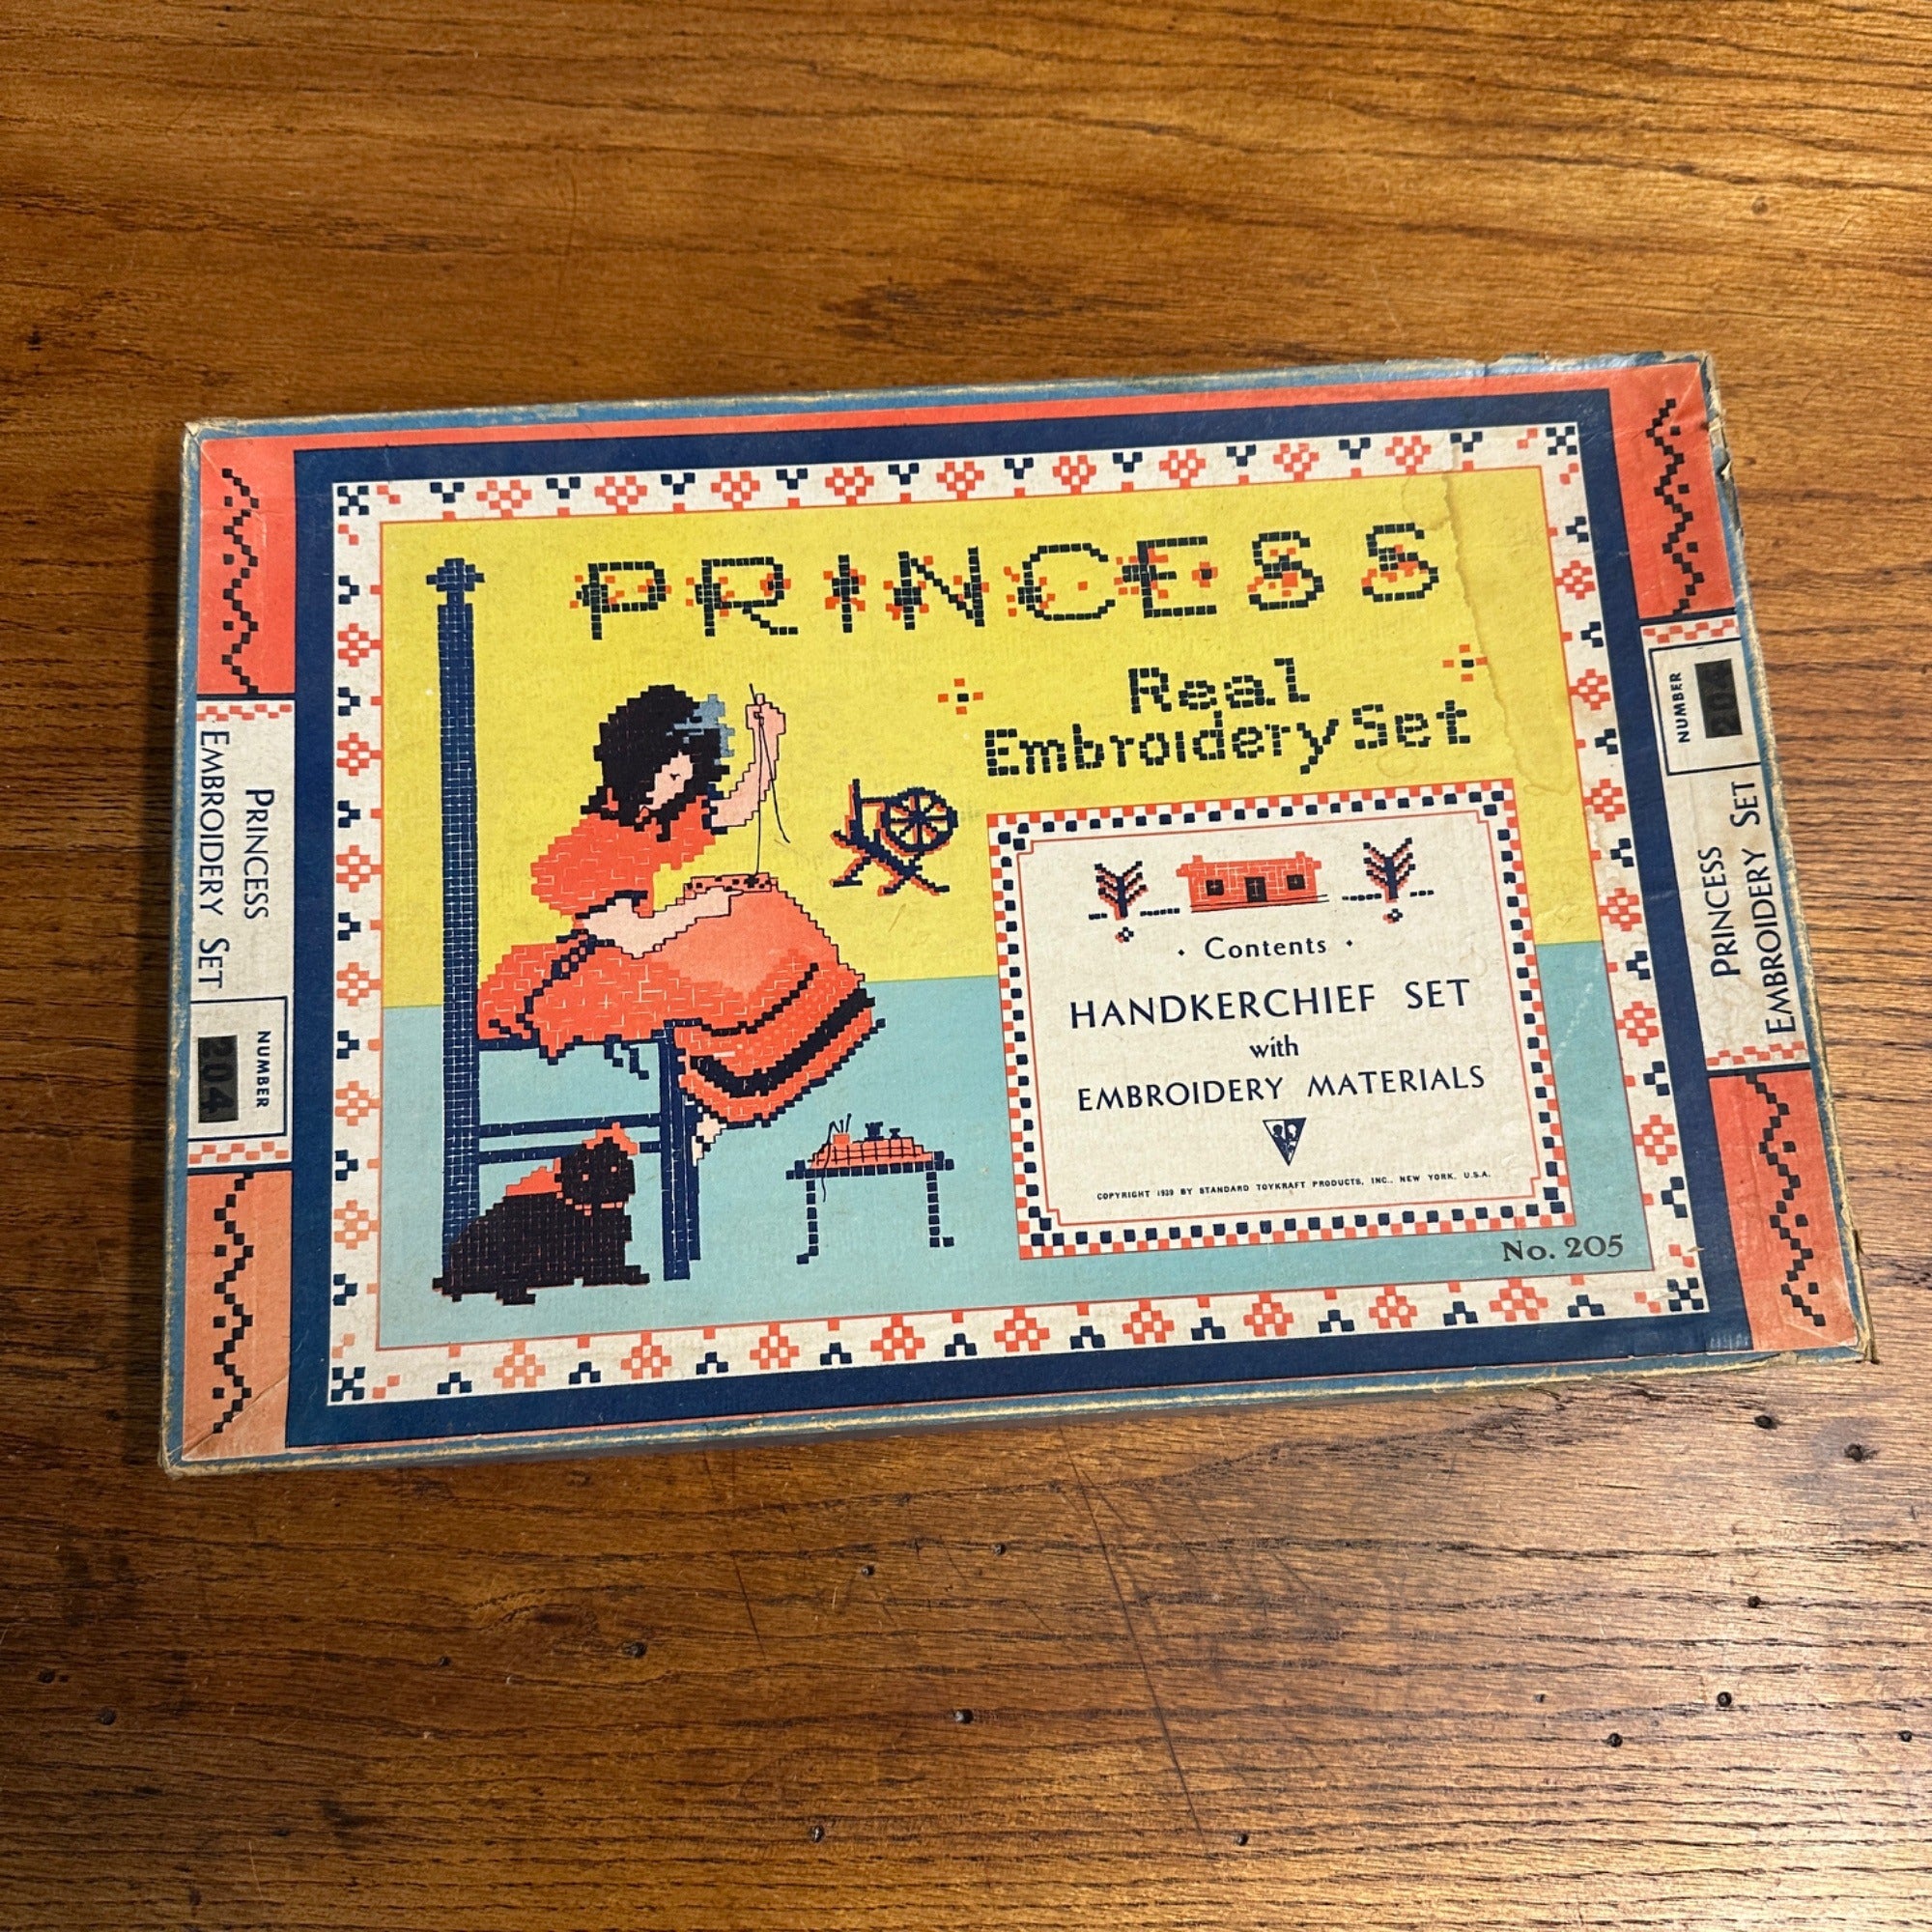 PRINCESS
Real
Embroidery Set
Contents
HANDKERCHIEF SET
with
EMBROIDERY MATERIALS
COPYRIGHT 1939 BY STANDARD TOYKRAFT PRODUCTS, INC., NEW YORK, U.S.A.
No. 205
PRINCESS
EMBROIDERY SET
NUMBER
204
PRINCESS
EMBROIDERY SET
NUMBER
204